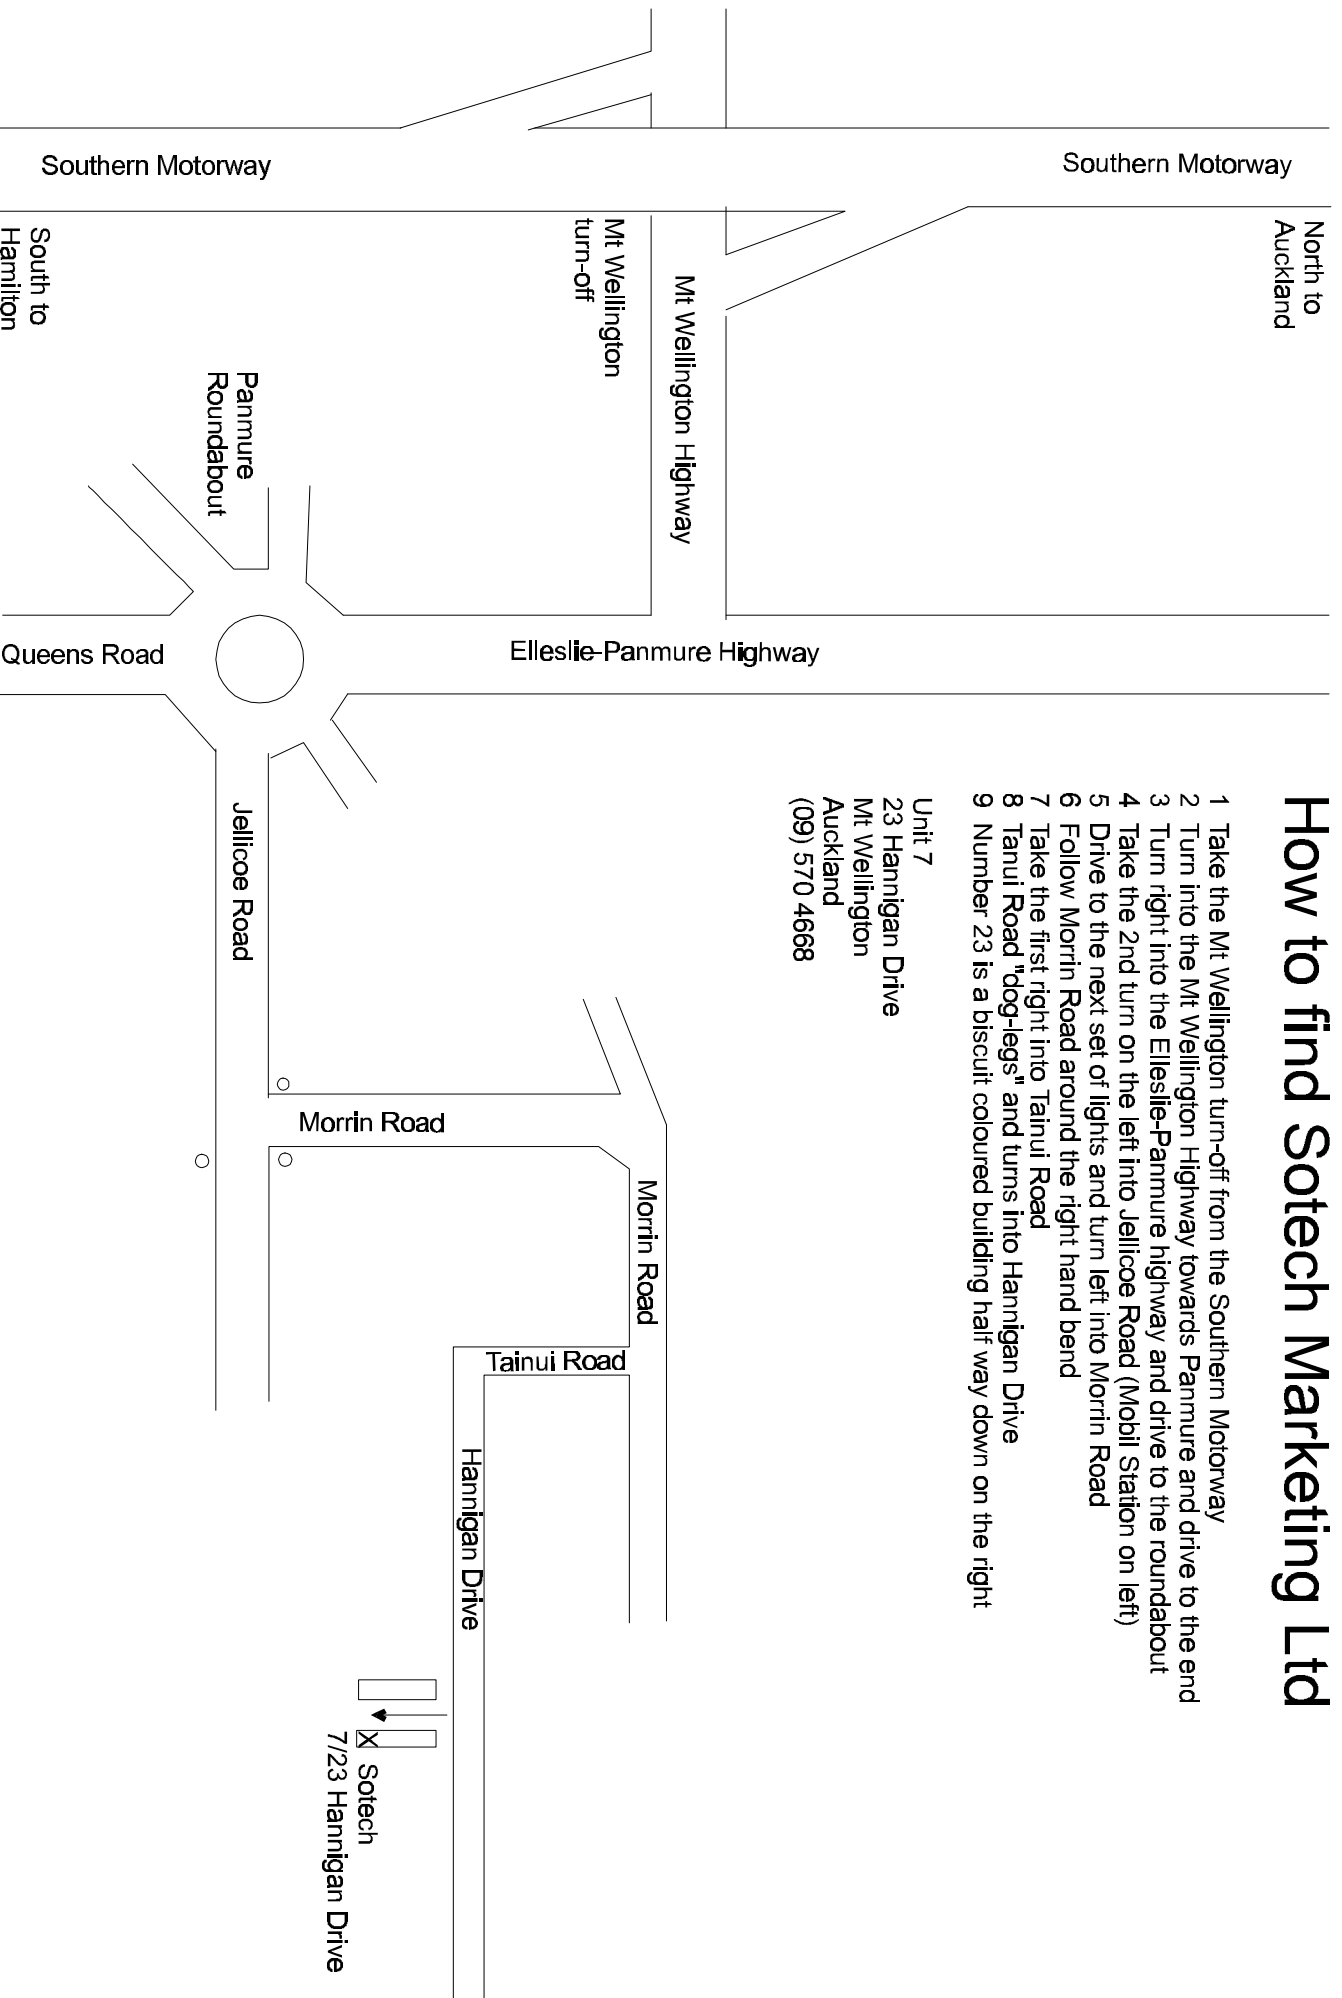 How to find Sotech Marketing Ltd
1 Take the Mt Wellington turn-off from the Southern Motorway
2 Turn into the Mt Wellington Highway towards Panmure and drive to the end
3 Turn right into the Elleslie-Panmure highway and drive to the roundabout
4 Take the 2nd turn on the left into Jellicoe Road (Mobil Station on left)
5 Drive to the next set of lights and turn left into Morrin Road
6 Follow Morrin Road around the right hand bend
7 Take the first right into Tainui Road
8 Tanui Road "dog-legs" and turns into Hannigan Drive
9 Number 23 is a biscuit coloured building half way down on the right
Unit 7
23 Hannigan Drive
Mt Wellington
Auckland
(09) 570 4668
North to
Auckland
Southern Motorway
Southern Motorway
Mt Wellington
turn-off
Mt Wellington Highway
South to
Hamilton
Panmure
Roundabout
Elleslie-Panmure Highway
Queens Road
Jellicoe Road
Morrin Road
Morrin Road
Tainui Road
Hannigan Drive
X Sotech
7/23 Hannigan Drive